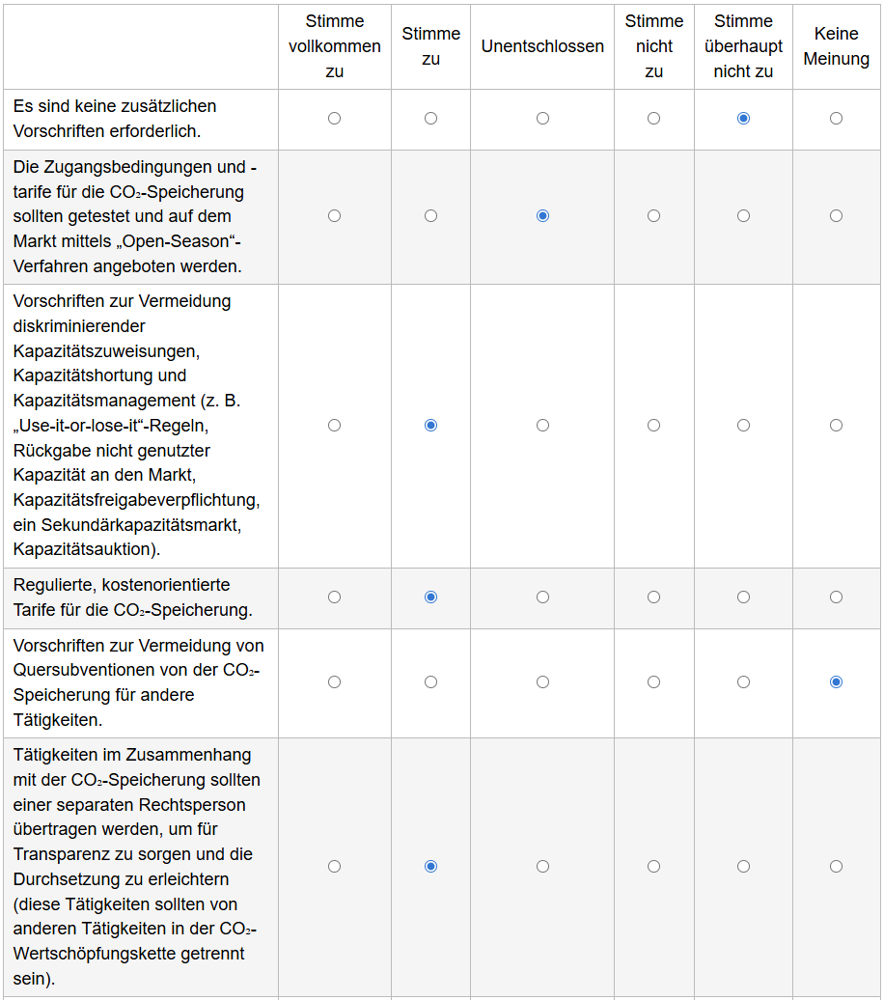 Stimme
vollkommen
zu
Stimme
zu
Unentschlossen
Stimme
nicht
zu
Stimme
überhaupt
nicht zu
Keine
Meinung
Es sind keine zusätzlichen
Vorschriften erforderlich.
Die Zugangsbedingungen und -
tarife für die CO₂-Speicherung
sollten getestet und auf dem
Markt mittels „Open-Season“-
Verfahren angeboten werden.
Vorschriften zur Vermeidung
diskriminierender
Kapazitätszuweisungen,
Kapazitätshortung und
Kapazitätsmanagement (z. B.
„Use-it-or-lose-it“-Regeln,
Rückgabe nicht genutzter
Kapazität an den Markt,
Kapazitätsfreigabeverpflichtung,
ein Sekundärkapazitätsmarkt,
Kapazitätsauktion).
Regulierte, kostenorientierte
Tarife für die CO₂-Speicherung.
Vorschriften zur Vermeidung von
Quersubventionen von der CO₂-
Speicherung für andere
Tätigkeiten.
Tätigkeiten im Zusammenhang
mit der CO₂-Speicherung sollten
einer separaten Rechtsperson
übertragen werden, um für
Transparenz zu sorgen und die
Durchsetzung zu erleichtern
(diese Tätigkeiten sollten von
anderen Tätigkeiten in der CO₂-
Wertschöpfungskette getrennt
sein).